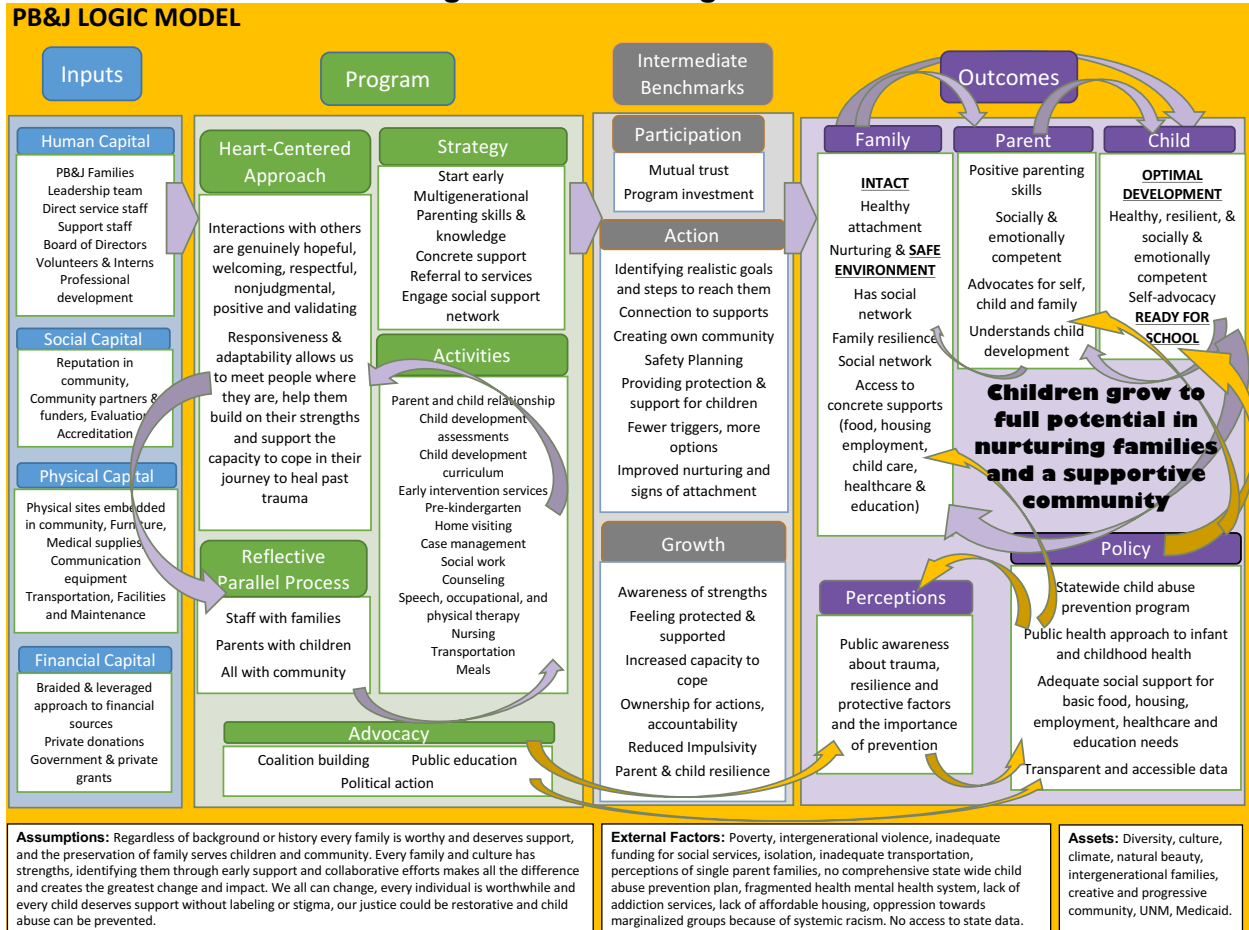 PB&J LOGIC MODEL
Inputs
Program
Intermediate
Benchmarks
Outcomes
Human Capital
PB&J Families
Leadership team
Direct service staff
Support staff
Board of Directors
Volunteers & Interns
Professional
development
Social Capital
Reputation in
community,
Community partners &
funders, Evaluation
Accreditation
Physical Capital
Physical sites embedded
in community, Furniture,
Medical supplies,
Communication
equipment
Transportation, Facilities
and Maintenance
Financial Capital
Braided & leveraged
approach to financial
sources
Private donations
Government & private
grants
Heart-Centered
Approach
Interactions with others
are genuinely hopeful,
welcoming, respectful,
nonjudgmental,
positive and validating
Responsiveness &
adaptability allows us
to meet people where
they are, help them
build on their strengths
and support the
capacity to cope in their
journey to heal past
trauma
Reflective
Parallel Process
Staff with families
Parents with children
All with community
Strategy
Start early
Multigenerational
Parenting skills &
knowledge
Concrete support
Referral to services
Engage social support
network
Activities
Parent and child relationship
Child development
assessments
Child development
curriculum
Early intervention services
Pre-kindergarten
Home visiting
Case management
Social work
Counseling
Speech, occupational, and
physical therapy
Nursing
Transportation
Meals
Advocacy
Coalition building Public education
Political action
Participation
Mutual trust
Program investment
Action
Identifying realistic goals
and steps to reach them
Connection to supports
Creating own community
Safety Planning
Providing protection &
support for children
Fewer triggers, more
options
Improved nurturing and
signs of attachment
Growth
Awareness of strengths
Feeling protected &
supported
Increased capacity to
cope
Ownership for actions,
accountability
Reduced Impulsivity
Parent & child resilience
Family
INTACT
Healthy
attachment
Nurturing & SAFE
ENVIRONMENT
Has social
network
Family resilience
Social network
Access to
concrete supports
(food, housing
employment,
child care,
healthcare &
education)
Parent
Positive parenting
skills
Socially &
emotionally
competent
Advocates for self,
child and family
Understands child
development
Child
OPTIMAL
DEVELOPMENT
Healthy, resilient, &
socially &
emotionally
competent
Self-advocacy
READY FOR
SCHOOL
Children grow to
full potential in
nurturing families
and a supportive
community
Perceptions
Public awareness
about trauma,
resilience and
protective factors
and the importance
of prevention
Policy
Statewide child abuse
prevention program
Public health approach to infant
and childhood health
Adequate social support for
basic food, housing,
employment, healthcare and
education needs
Transparent and accessible data
Assumptions: Regardless of background or history every family is worthy and deserves support,
and the preservation of family serves children and community. Every family and culture has
strengths, identifying them through early support and collaborative efforts makes all the difference
and creates the greatest change and impact. We all can change, every individual is worthwhile and
every child deserves support without labeling or stigma, our justice could be restorative and child
abuse can be prevented.
External Factors: Poverty, intergenerational violence, inadequate
funding for social services, isolation, inadequate transportation,
perceptions of single parent families, no comprehensive state wide child
abuse prevention plan, fragmented health mental health system, lack of
addiction services, lack of affordable housing, oppression towards
marginalized groups because of systemic racism. No access to state data.
Assets: Diversity, culture,
climate, natural beauty,
intergenerational families,
creative and progressive
community, UNM, Medicaid.